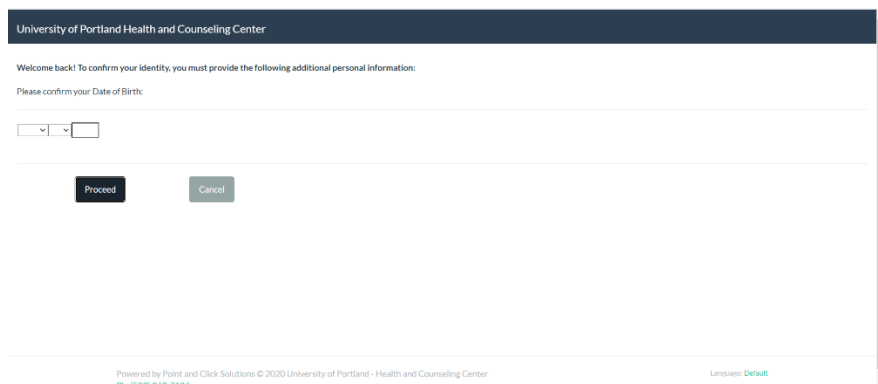 University of Portland Health and Counseling Center
Welcome back! To confirm your identity, you must provide the following additional personal information:
Please confirm your Date of Birth:
Proceed Cancel
Powered by Point and Click Solutions © 2020 University of Portland - Health and Counseling Center Language: Default